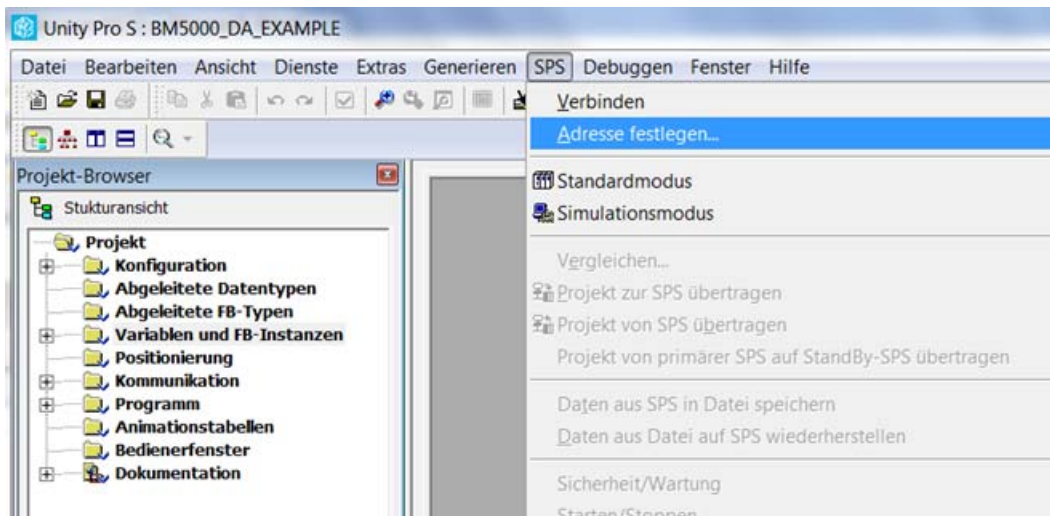 Unity Pro S : BM5000_DA_EXAMPLE
Datei Bearbeiten Ansicht Dienste Extras Generieren SPS Debuggen Fenster Hilfe
Verbinden
Adresse festlegen...
Standardmodus
Simulationsmodus
Vergleichen...
Projekt zur SPS übertragen
Projekt von SPS übertragen
Projekt von primärer SPS auf StandBy-SPS übertragen
Daten aus SPS in Datei speichern
Daten aus Datei auf SPS wiederherstellen
Sicherheit/Wartung
Starten/Stoppen
Projekt-Browser
Stukturansicht
Projekt
Konfiguration
Abgeleitete Datentypen
Abgeleitete FB-Typen
Variablen und FB-Instanzen
Positionierung
Kommunikation
Programm
Animationstabellen
Bedienerfenster
Dokumentation